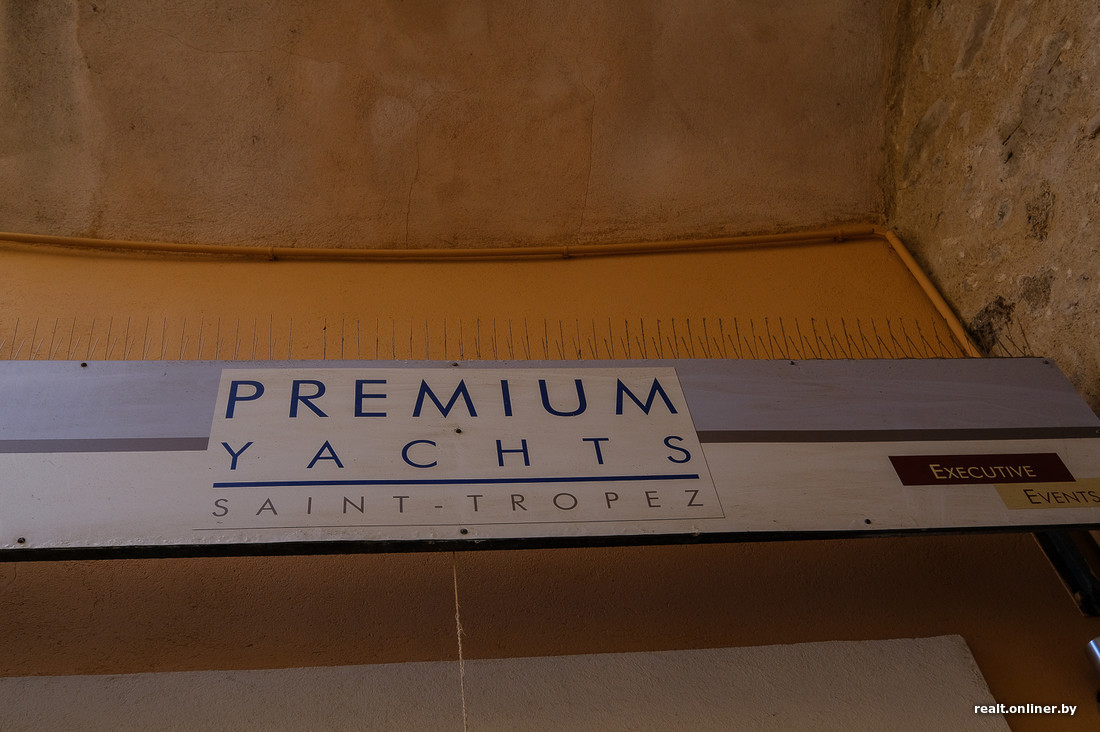 PREMIUM
YACHTS
SAINT-TROPEZ
EXECUTIVE
EVENTS
realt.onliner.by